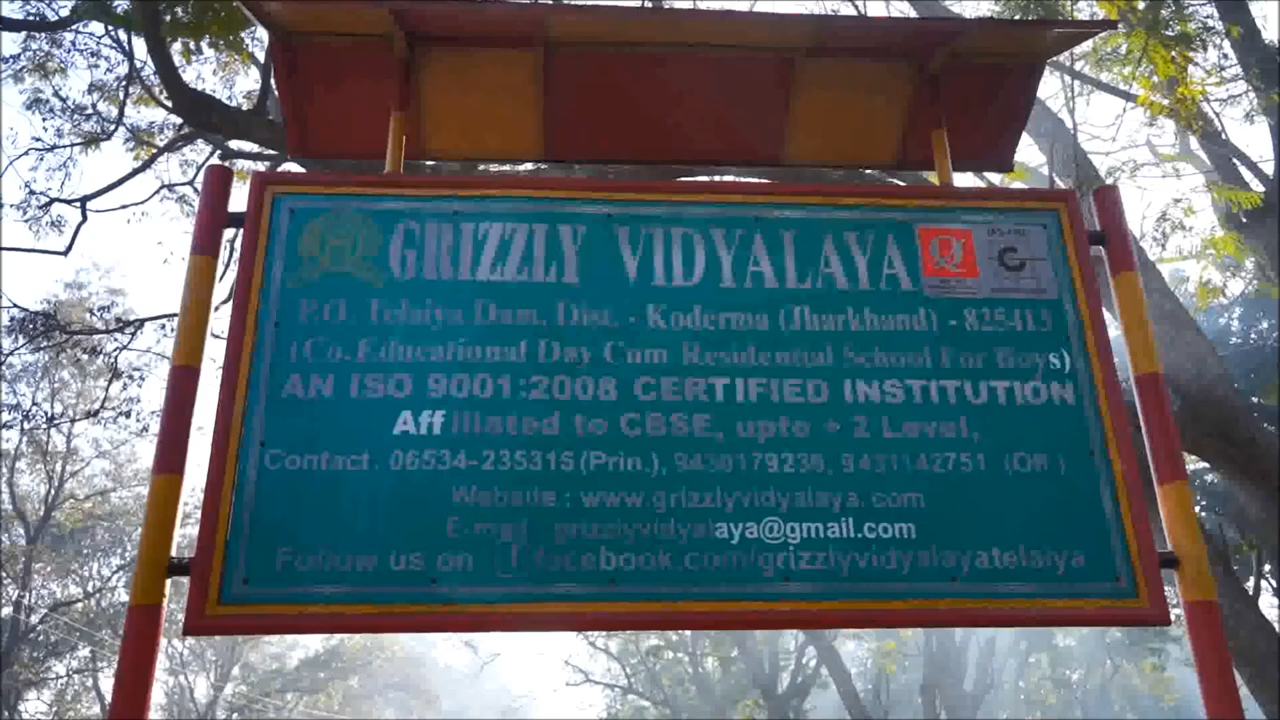 GRIZZLY VIDYALAYA
P.O. Telaiya Dam, Dist. - Koderma (Jharkhand) - 825413
(Co-Educational Day Cum Residential School For Boys)
AN ISO 9001:2008 CERTIFIED INSTITUTION
Affiliated to CBSE, upto + 2 Level,
Contact. 06534-235315 (Prin.), 9431142751 (Off.)
Website : www.grizzlyvidyalaya.com
E-mail grizzlyvidyalaya@gmail.com
Follow us on facebook.com/grizzlyvidyalayatelaiya